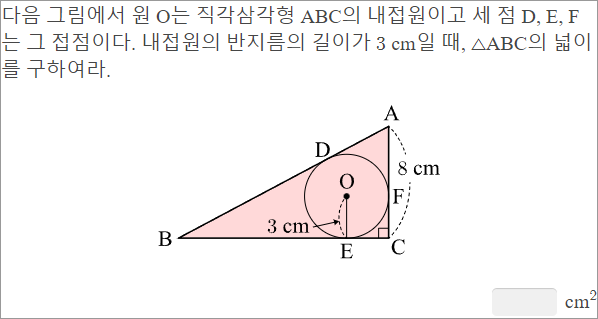 다음 그림에서 원 O는 직각삼각형 ABC의 내접원이고 세 점 D, E, F
는 그 접점이다. 내접원의 반지름의 길이가 3 cm일 때, △ABC의 넓이
를 구하여라.
A
D
8 cm
O
F
3 cm
B
E
C
cm²